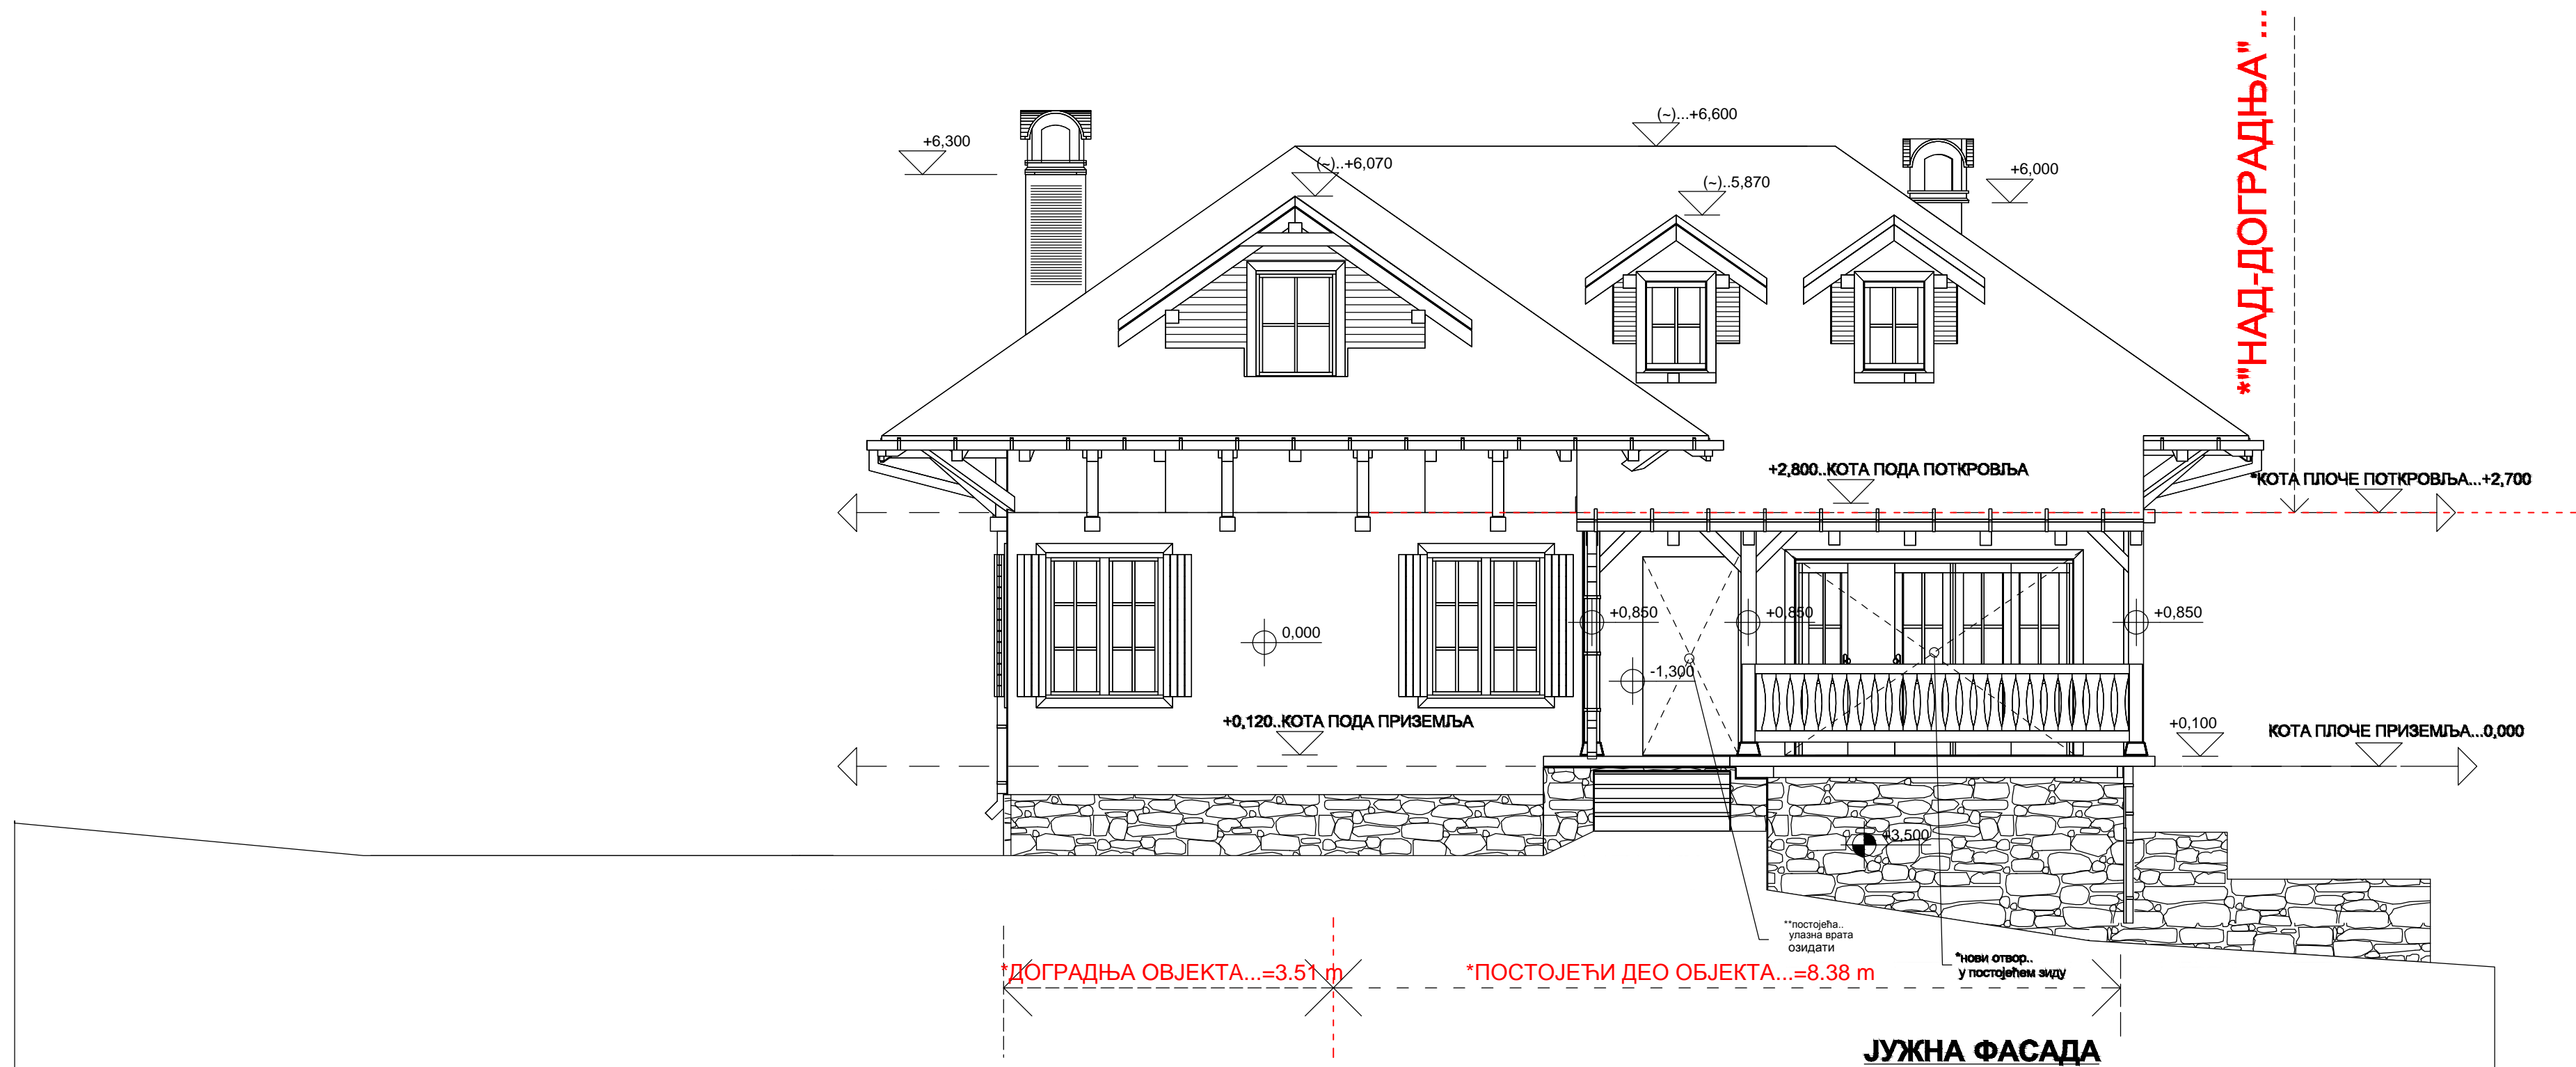 *"НАД-ДОГРАДЊА"...
(~)...+6,600
+6,300
(~)..+6,070
(~)..5,870
+6,000
+2,800..КОТА ПОДА ПОТКРОВЉА
*КОТА ПЛОЧЕ ПОТКРОВЉА...+2,700
+0,850
+0,850
+0,850
0,000
-1,300
+0,120..КОТА ПОДА ПРИЗЕМЉА
+0,100
КОТА ПЛОЧЕ ПРИЗЕМЉА...0,000
+3,500
**постојећа..
улазна врата
озидати
*нови отвор..
у постојећем зиду
*ДОГРАДЊА ОВЈЕКТА...=3.51 m
*ПОСТОЈЕЋИ ДЕО ОБЈЕКТА...=8.38 m
ЈУЖНА ФАСАДА